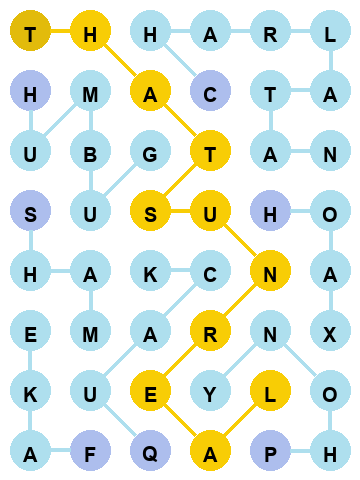 T H H A R L
H M A C T A
U B G T A N
S U S U H O
H A K C N A
E M A R N X
K U E Y L O
A F Q A P H